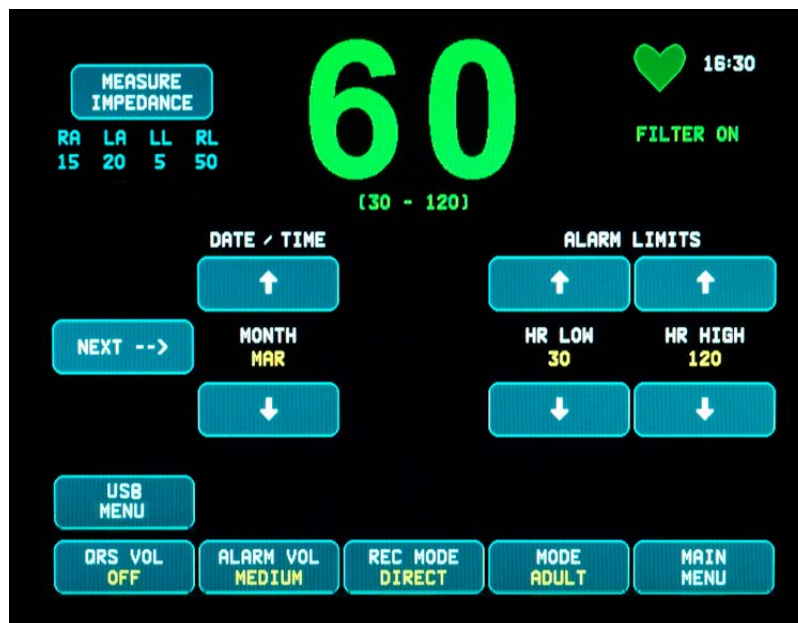 MEASURE
IMPEDANCE
RA LA LL RL
15 20 5 50
60
(30 - 120)
16:30
FILTER ON
DATE / TIME
ALARM LIMITS
NEXT -->
MONTH
MAR
HR LOW
30
HR HIGH
120
USB
MENU
QRS VOL
OFF
ALARM VOL
MEDIUM
REC MODE
DIRECT
MODE
ADULT
MAIN
MENU